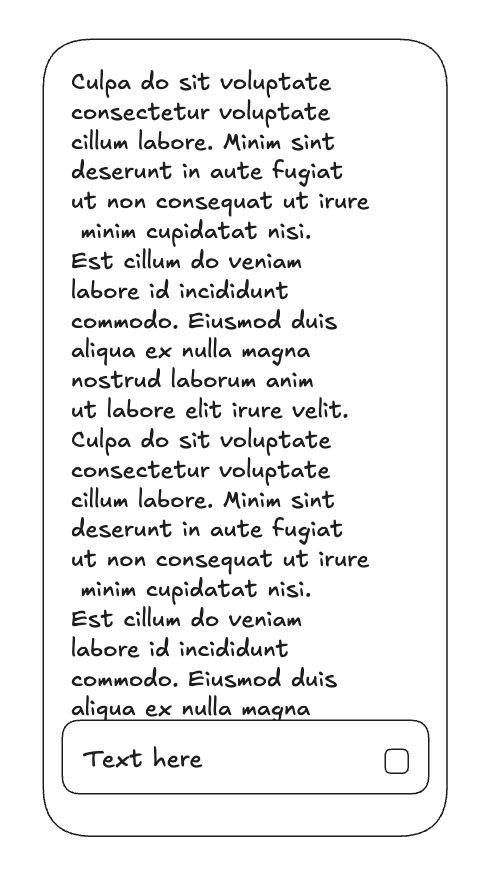 Culpa do sit voluptate
consectetur voluptate
cillum labore. Minim sint
deserunt in aute fugiat
ut non consequat ut irure
minim cupidatat nisi.
Est cillum do veniam
labore id incididunt
commodo. Eiusmod duis
aliqua ex nulla magna
nostrud laborum anim
ut labore elit irure velit.
Culpa do sit voluptate
consectetur voluptate
cillum labore. Minim sint
deserunt in aute fugiat
ut non consequat ut irure
minim cupidatat nisi.
Est cillum do veniam
labore id incididunt
commodo. Eiusmod duis
aliqua ex nulla magna
Text here